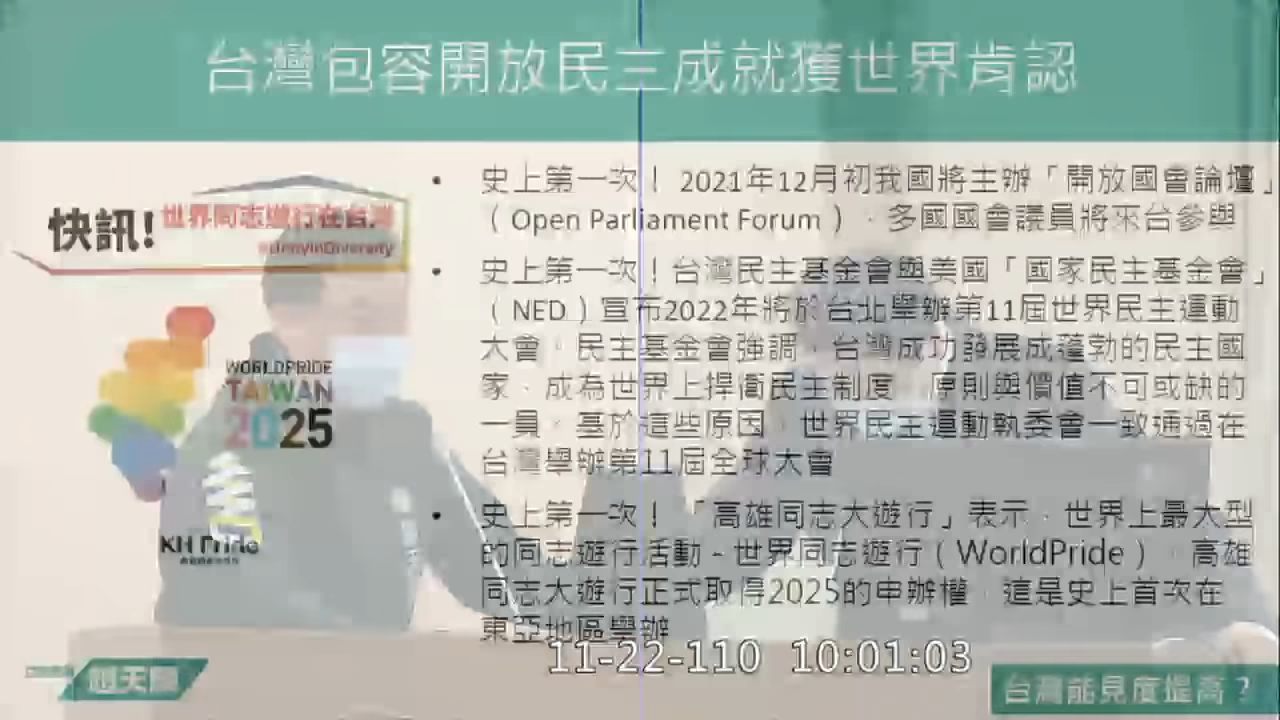 台灣包容開放民主成就獲世界肯認
快訊! 世界同志遊行在台灣
WORLDPRIDE
TAIWAN
2025
KH Pride
• 史上第一次！2021年12月初我國將主辦「開放國會論壇」
（Open Parliament Forum），多國國會議員將來台參與
• 史上第一次！台灣民主基金會與美國「國家民主基金會」
（NED）宣布2022年將於台北舉辦第11屆世界民主運動
大會，民主基金會強調，台灣成功發展成蓬勃的民主國
家，成為世界上捍衛民主制度、原則與價值不可或缺的
一員，基於這些原因，世界民主運動執委會一致通過在
台灣舉辦第11屆全球大會
• 史上第一次！「高雄同志大遊行」表示，世界上最大型
的同志遊行活動－世界同志遊行（WorldPride），高雄
同志大遊行正式取得2025的申辦權，這是史上首次在
東亞地區舉辦
11-22-110 10:01:03
趙天麟
台灣能見度提高？